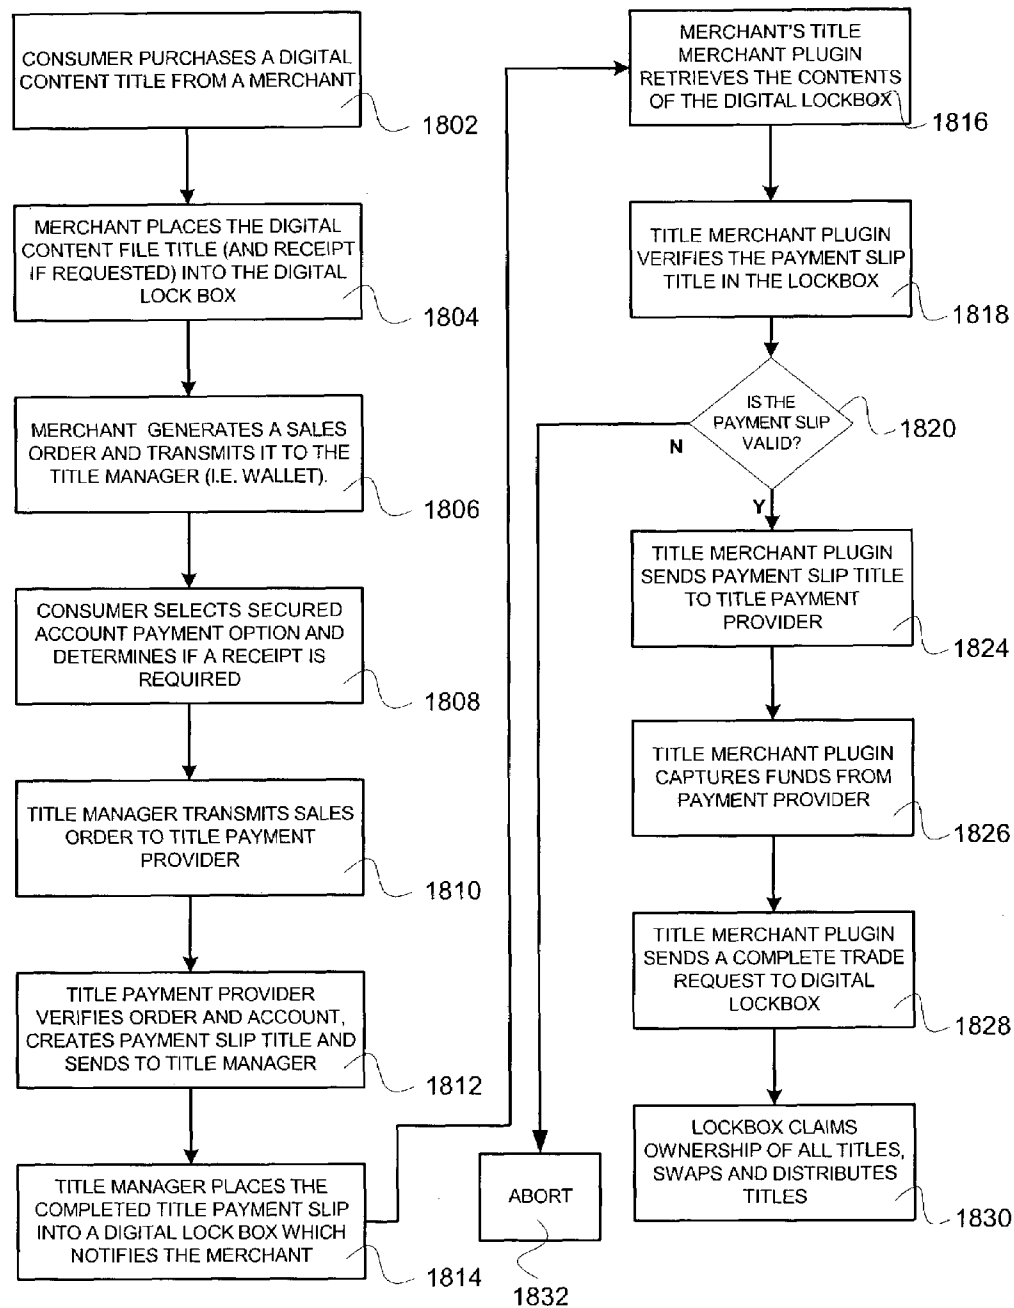 CONSUMER PURCHASES A DIGITAL
CONTENT TITLE FROM A MERCHANT
1802
MERCHANT PLACES THE DIGITAL
CONTENT FILE TITLE (AND RECEIPT
IF REQUESTED) INTO THE DIGITAL
LOCK BOX
1804
MERCHANT GENERATES A SALES
ORDER AND TRANSMITS IT TO THE
TITLE MANAGER (I.E. WALLET).
1806
CONSUMER SELECTS SECURED
ACCOUNT PAYMENT OPTION AND
DETERMINES IF A RECEIPT IS
REQUIRED
1808
TITLE MANAGER TRANSMITS SALES
ORDER TO TITLE PAYMENT
PROVIDER
1810
TITLE PAYMENT PROVIDER
VERIFIES ORDER AND ACCOUNT,
CREATES PAYMENT SLIP TITLE AND
SENDS TO TITLE MANAGER
1812
TITLE MANAGER PLACES THE
COMPLETED TITLE PAYMENT SLIP
INTO A DIGITAL LOCK BOX WHICH
NOTIFIES THE MERCHANT
1814
MERCHANT'S TITLE
MERCHANT PLUGIN
RETRIEVES THE CONTENTS
OF THE DIGITAL LOCKBOX
1816
TITLE MERCHANT PLUGIN
VERIFIES THE PAYMENT SLIP
TITLE IN THE LOCKBOX
1818
IS THE
PAYMENT SLIP
VALID?
1820
N
Y
TITLE MERCHANT PLUGIN
SENDS PAYMENT SLIP TITLE
TO TITLE PAYMENT
PROVIDER
1824
TITLE MERCHANT PLUGIN
CAPTURES FUNDS FROM
PAYMENT PROVIDER
1826
TITLE MERCHANT PLUGIN
SENDS A COMPLETE TRADE
REQUEST TO DIGITAL
LOCKBOX
1828
LOCKBOX CLAIMS
OWNERSHIP OF ALL TITLES,
SWAPS AND DISTRIBUTES
TITLES
1830
ABORT
1832